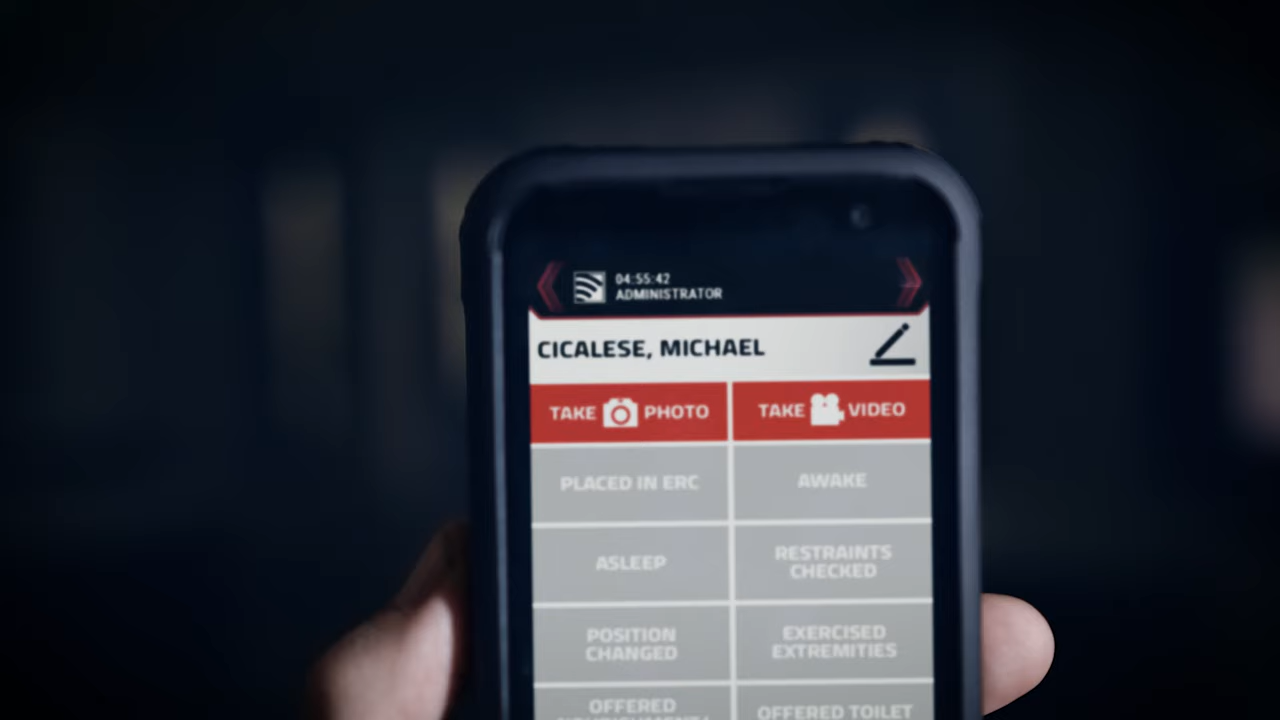 04:55:42
ADMINISTRATOR
CICALESE, MICHAEL
TAKE PHOTO
TAKE VIDEO
PLACED IN ERC
AWAKE
ASLEEP
RESTRAINTS
CHECKED
POSITION
CHANGED
EXERCISED
EXTREMITIES
OFFERED
OFFERED TOILET